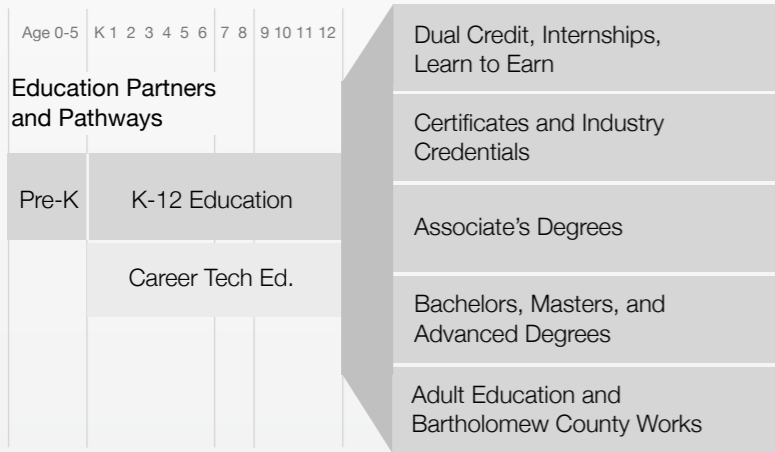 Age 0-5 K 1 2 3 4 5 6 7 8 9 10 11 12
Education Partners
and Pathways
Pre-K
K-12 Education
Career Tech Ed.
Dual Credit, Internships,
Learn to Earn
Certificates and Industry
Credentials
Associate's Degrees
Bachelors, Masters, and
Advanced Degrees
Adult Education and
Bartholomew County Works